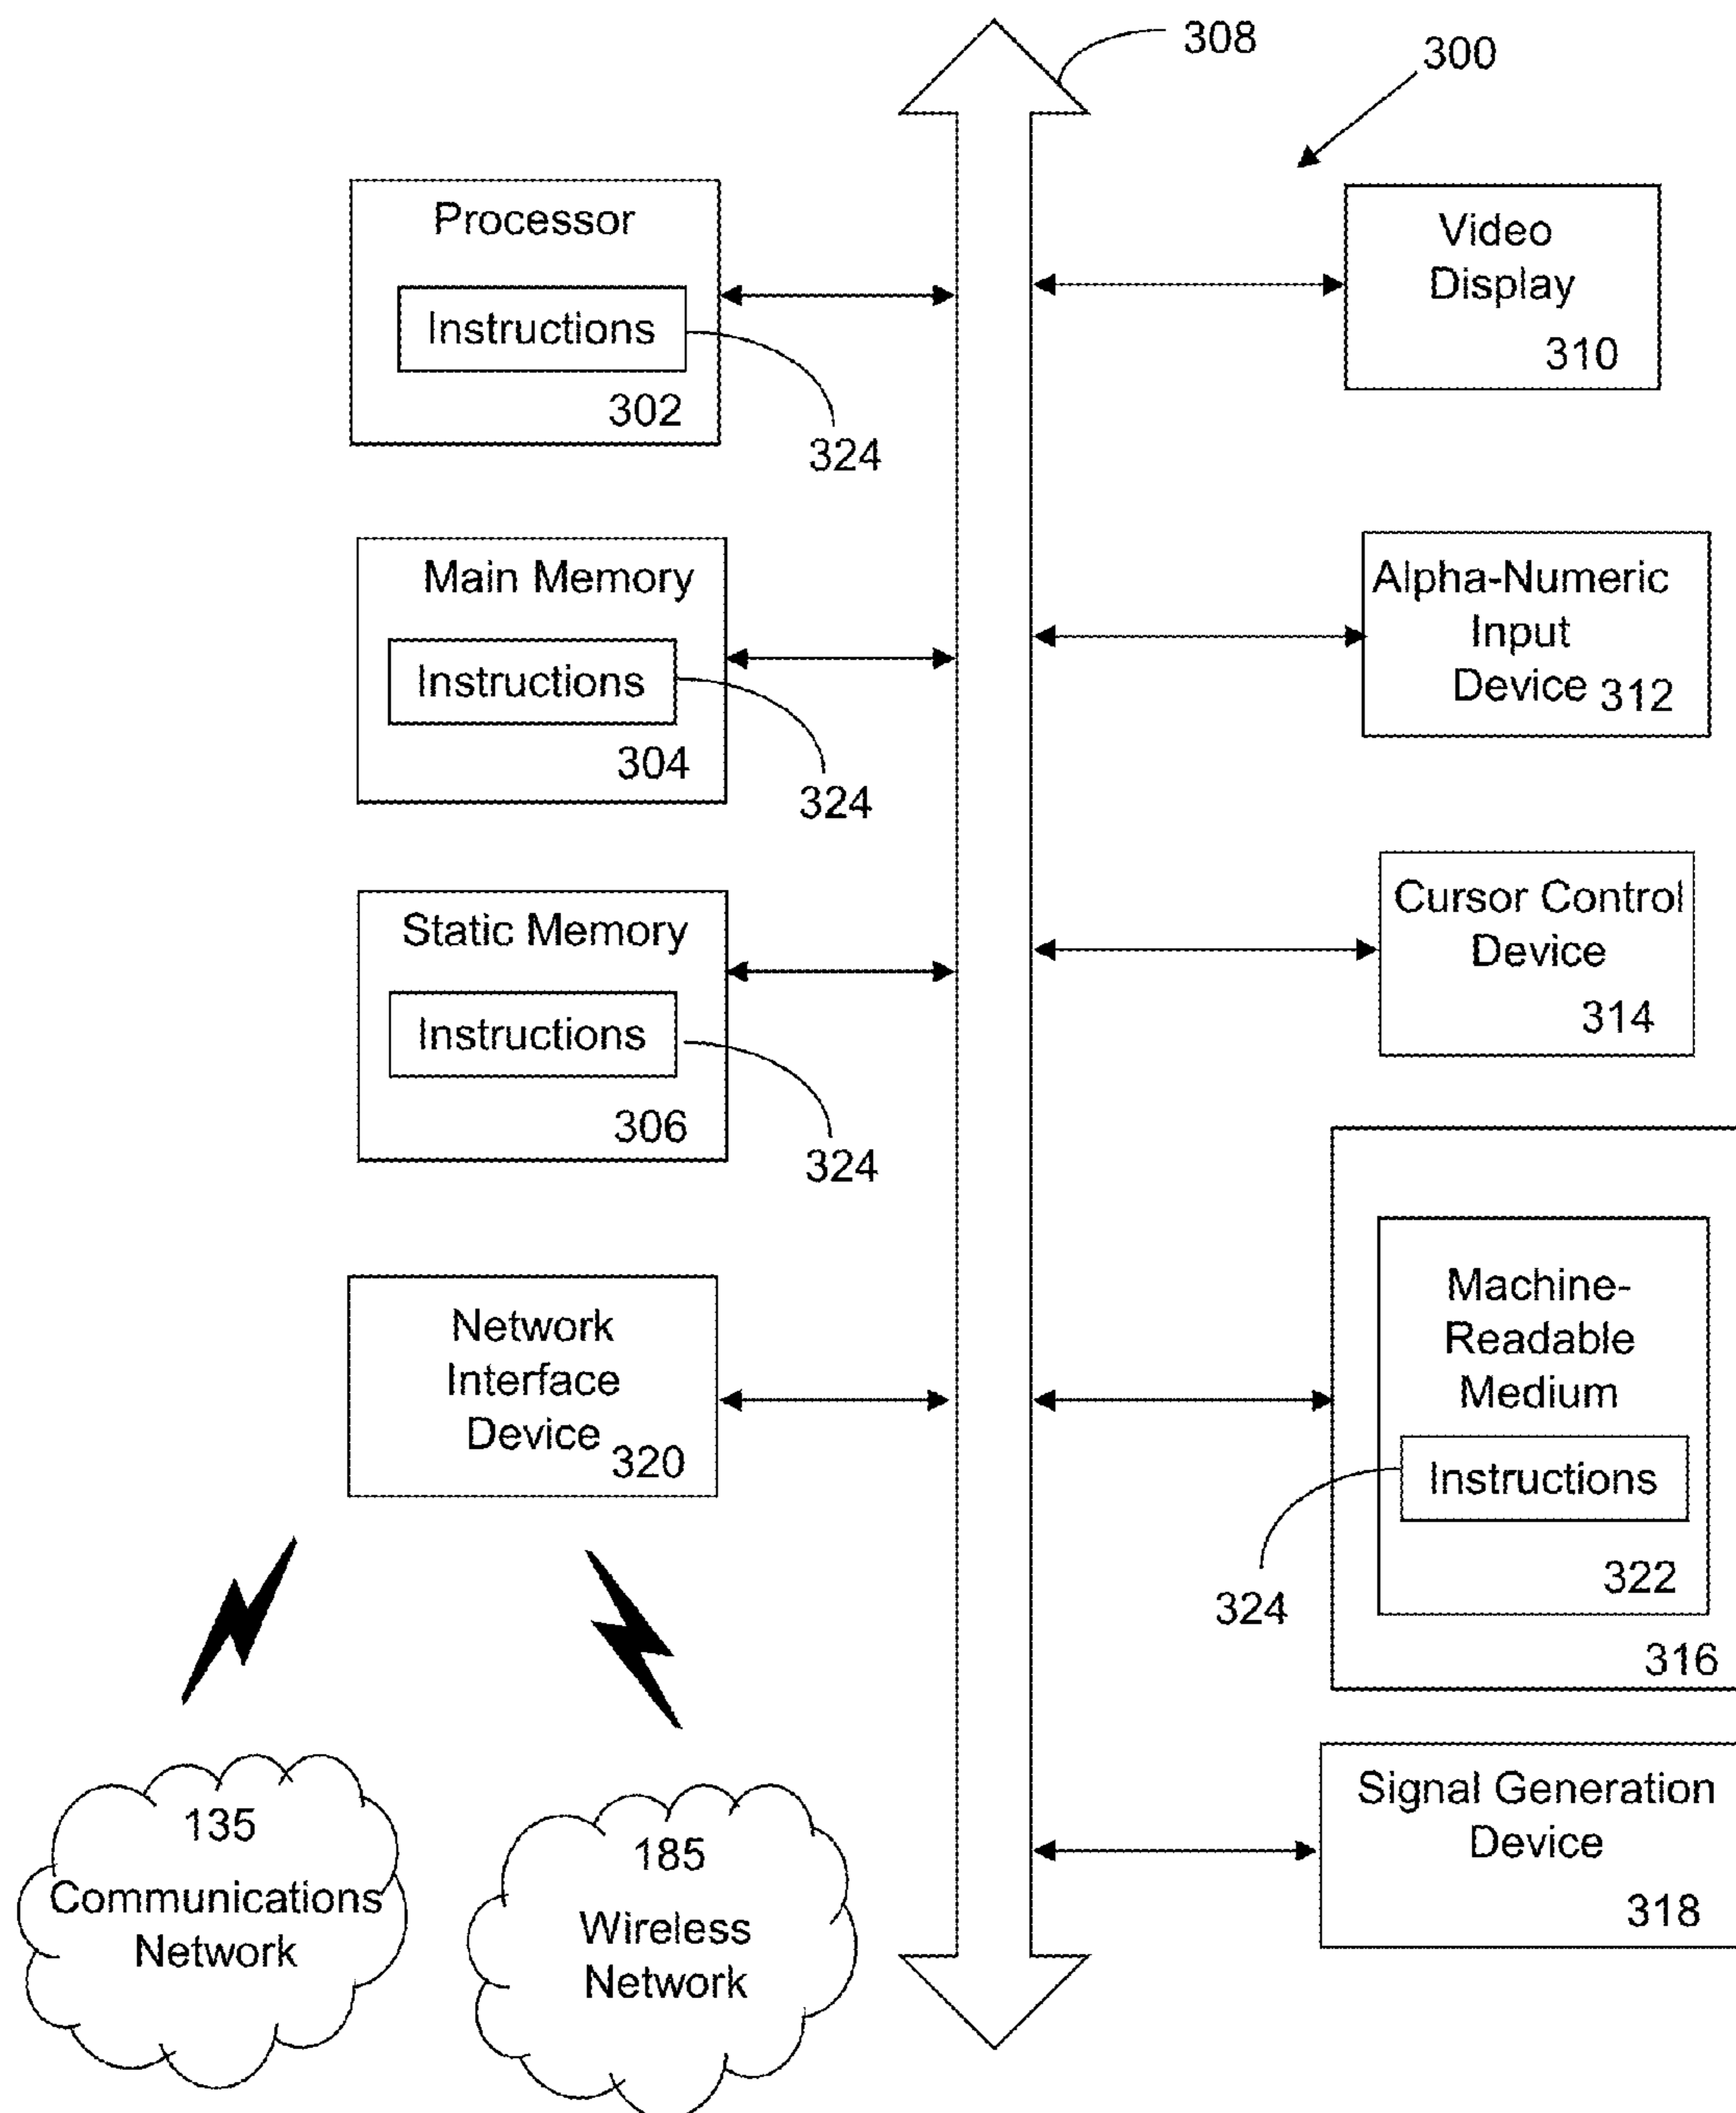 308
300
Processor
Instructions
302
324
Video
Display
310
Main Memory
Instructions
304
324
Alpha-Numeric
Input
Device 312
Static Memory
Instructions
306
324
Cursor Control
Device
314
Network
Interface
Device 320
Machine-
Readable
Medium
Instructions
322
324
316
135
Communications
Network
185
Wireless
Network
Signal Generation
Device
318